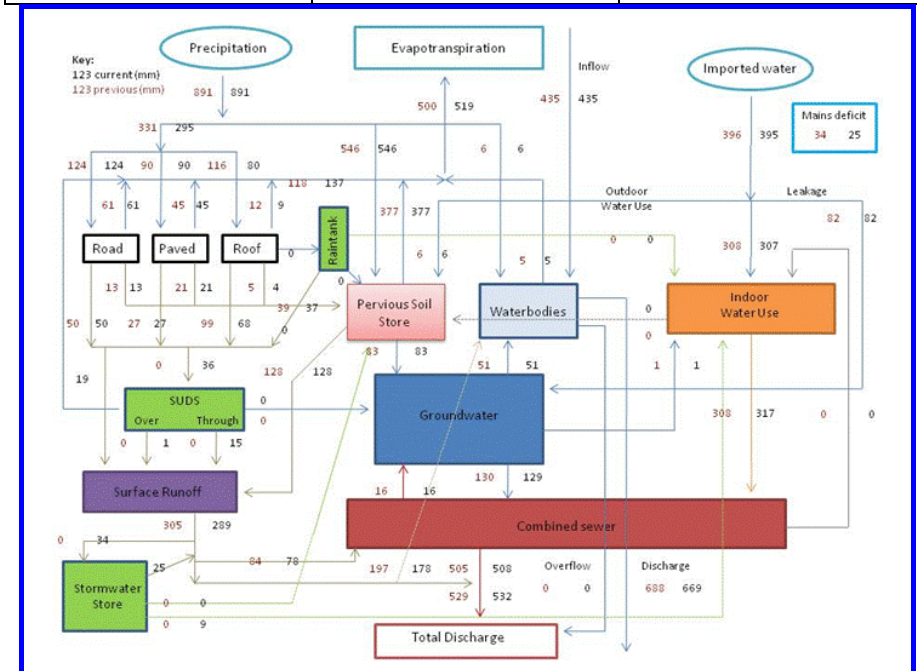 Precipitation
Evapotranspiration
Key:
123 current (mm)
123 previous (mm)
Inflow
Imported water
891 891
500 519
435 435
Mains deficit
34 25
331 295
396 395
546 546
6 6
124 124 90 90 116 80
118 137
Outdoor
Water Use
Leakage
61 61 45 45 12 9
377 377
82 82
Road
Paved
Roof
Raintank
0
0 0
308 307
6 6
5 5
13 13 21 21 5 4
0
39 37
Pervious Soil
Store
Waterbodies
0
0
Indoor
Water Use
50 50 27 27 99 68
0
83 83
19
0 36
128 128
51 51
1 1
SUDS
Over Through
0
0
Groundwater
308 317
0 0
0 1 0 15
Surface Runoff
16 16
130 129
305 289
Combined sewer
0 34
84 78
25
197 178
505 508
529 532
Overflow
0 0
Discharge
688 669
Stormwater
Store
0 0
0 9
Total Discharge